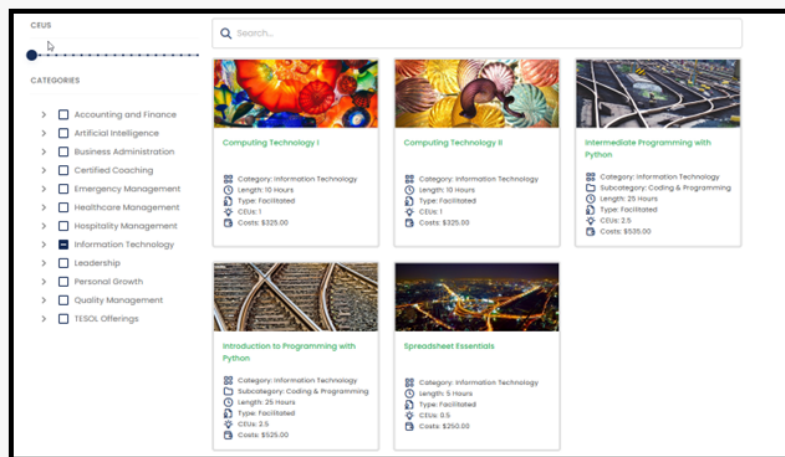 CEUS
CATEGORIES
Accounting and Finance
Artificial Intelligence
Business Administration
Certified Coaching
Emergency Management
Healthcare Management
Hospitality Management
Information Technology
Leadership
Personal Growth
Quality Management
TESOL Offerings
Search...
Computing Technology I
Category: Information Technology
Length: 10 Hours
Type: Facilitated
CEUs: 1
Costs: $325.00
Computing Technology II
Category: Information Technology
Length: 10 Hours
Type: Facilitated
CEUs: 1
Costs: $325.00
Intermediate Programming with
Python
Category: Information Technology
Subcategory: Coding & Programming
Length: 25 Hours
Type: Facilitated
CEUs: 2.5
Costs: $535.00
Introduction to Programming with
Python
Category: Information Technology
Subcategory: Coding & Programming
Length: 25 Hours
Type: Facilitated
CEUs: 2.5
Costs: $525.00
Spreadsheet Essentials
Category: Information Technology
Length: 5 Hours
Type: Facilitated
CEUs: 0.5
Costs: $250.00